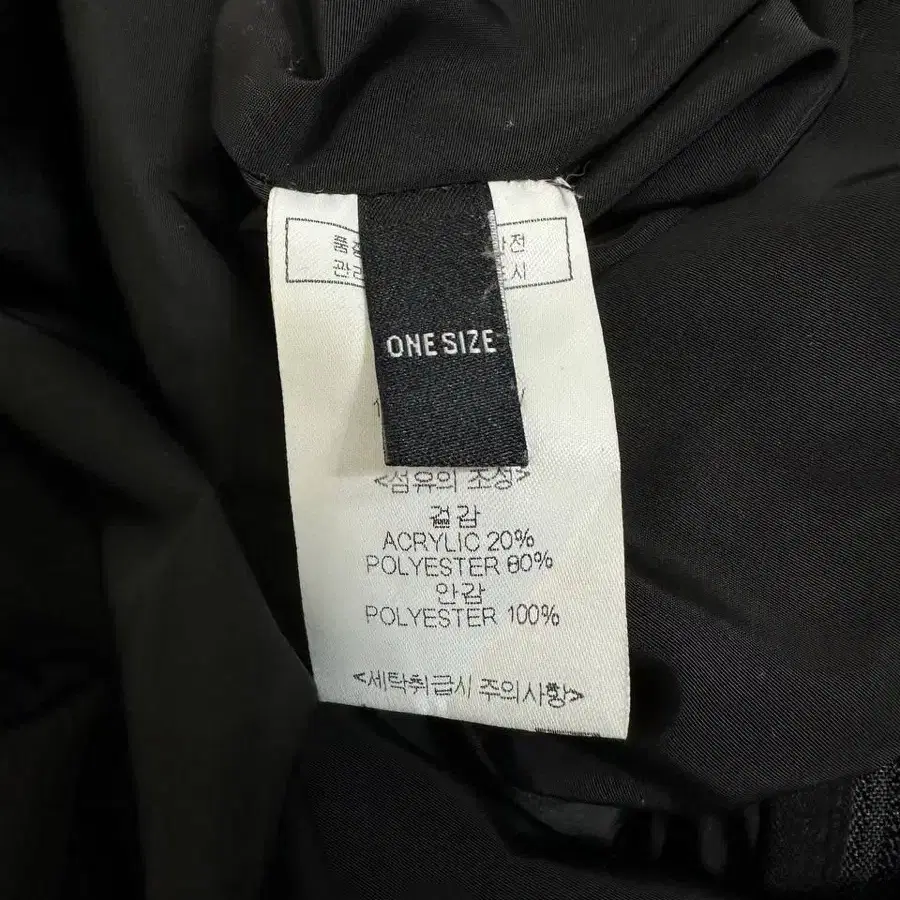 ONE SIZE
<섬유의 조성>
겉감
ACRYLIC 20%
POLYESTER 80%
안감
POLYESTER 100%
<세탁취급시 주의사항>